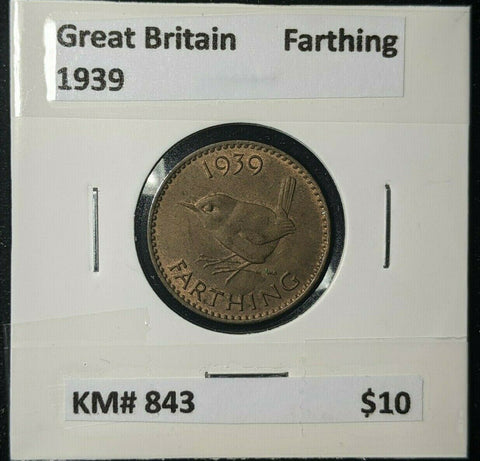 Great Britain Farthing
1939
1939
FARTHING
KM# 843 $10